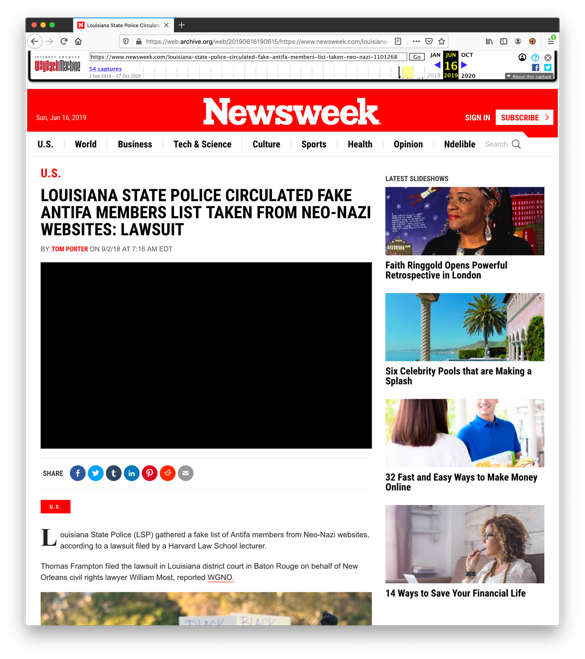 Louisiana State Police Circulate
https://web.archive.org/web/20190616190615/https://www.newsweek.com/louisiana
INTERNET ARCHIVE
WayBackMachine
https://www.newsweek.com/louisiana-state-police-circulated-fake-antifa-members-list-taken-neo-nazi-1101268
Go
JAN JUN OCT
54 captures
16
2 Sep 2018 - 27 Oct 2020
2018 2019 2020
About this capture
Sun, Jun 16, 2019
Newsweek
SIGN IN
SUBSCRIBE
U.S. World Business Tech & Science Culture Sports Health Opinion Ndelible Search
U.S.
LOUISIANA STATE POLICE CIRCULATED FAKE
ANTIFA MEMBERS LIST TAKEN FROM NEO-NAZI
WEBSITES: LAWSUIT
BY TOM PORTER ON 9/2/18 AT 7:16 AM EDT
SHARE
U.S.
Louisiana State Police (LSP) gathered a fake list of Antifa members from Neo-Nazi websites,
according to a lawsuit filed by a Harvard Law School lecturer.
Thomas Frampton filed the lawsuit in Louisiana district court in Baton Rouge on behalf of New
Orleans civil rights lawyer William Most, reported WGNO.
BLACK BLACK
LATEST SLIDESHOWS
Faith Ringgold Opens Powerful
Retrospective in London
Six Celebrity Pools that are Making a
Splash
32 Fast and Easy Ways to Make Money
Online
14 Ways to Save Your Financial Life